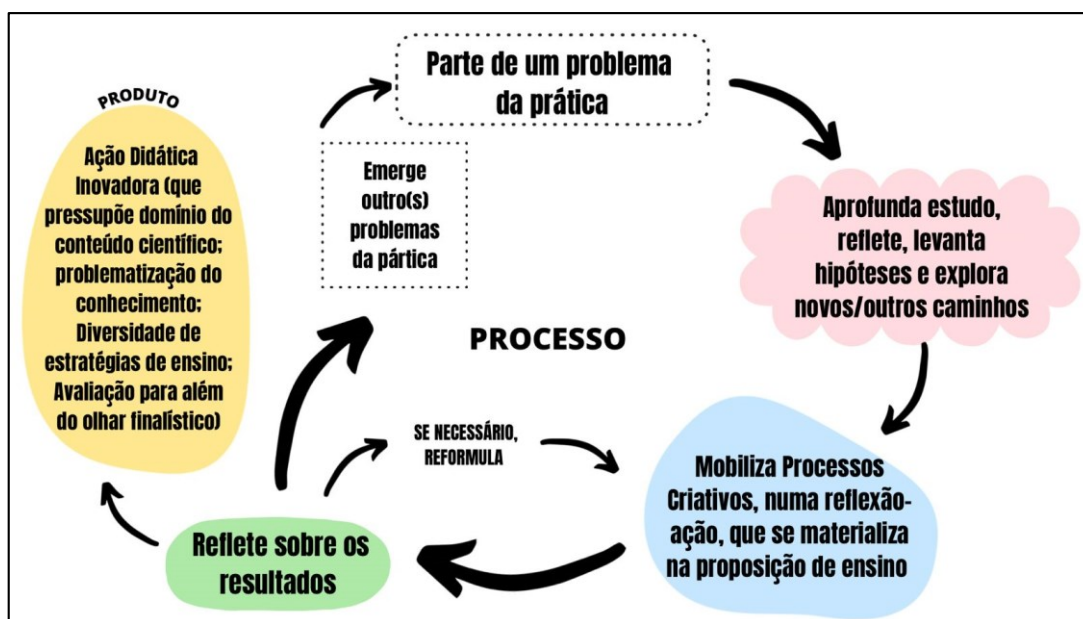 Parte de um problema
da prática
Aprofunda estudo,
reflete, levanta
hipóteses e explora
novos/outros caminhos
Mobiliza Processos
Criativos, numa reflexão-
ação, que se materializa
na proposição de ensino
Reflete sobre os
resultados
SE NECESSÁRIO,
REFORMULA
PROCESSO
Emerge
outro(s)
problemas
da pártica
PRODUTO
Ação Didática
Inovadora (que
pressupõe domínio do
conteúdo científico;
problematização do
conhecimento;
Diversidade de
estratégias de ensino;
Avaliação para além
do olhar finalístico)